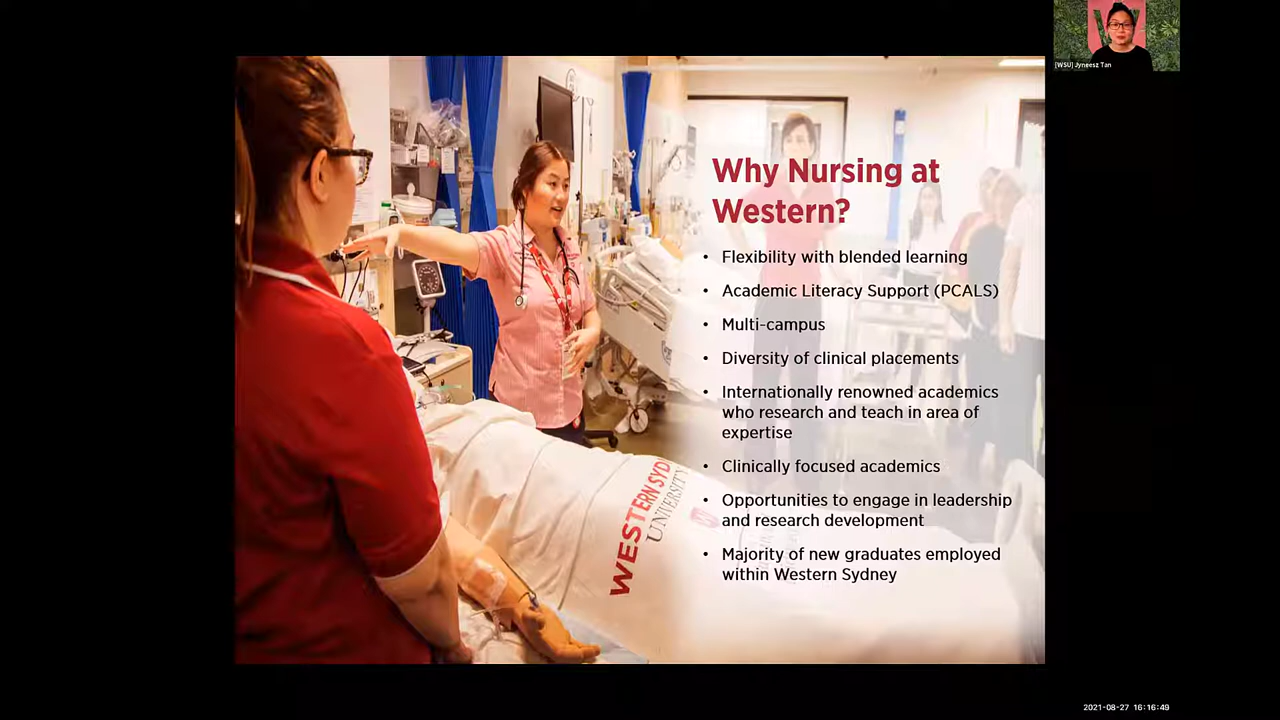 [WSU] Jyneesz Tan
Why Nursing at
Western?
• Flexibility with blended learning
• Academic Literacy Support (PCALS)
• Multi-campus
• Diversity of clinical placements
• Internationally renowned academics
who research and teach in area of
expertise
• Clinically focused academics
• Opportunities to engage in leadership
and research development
• Majority of new graduates employed
within Western Sydney
WESTERN SYD
UNIVERSITY
2021-08-27 16:16:49